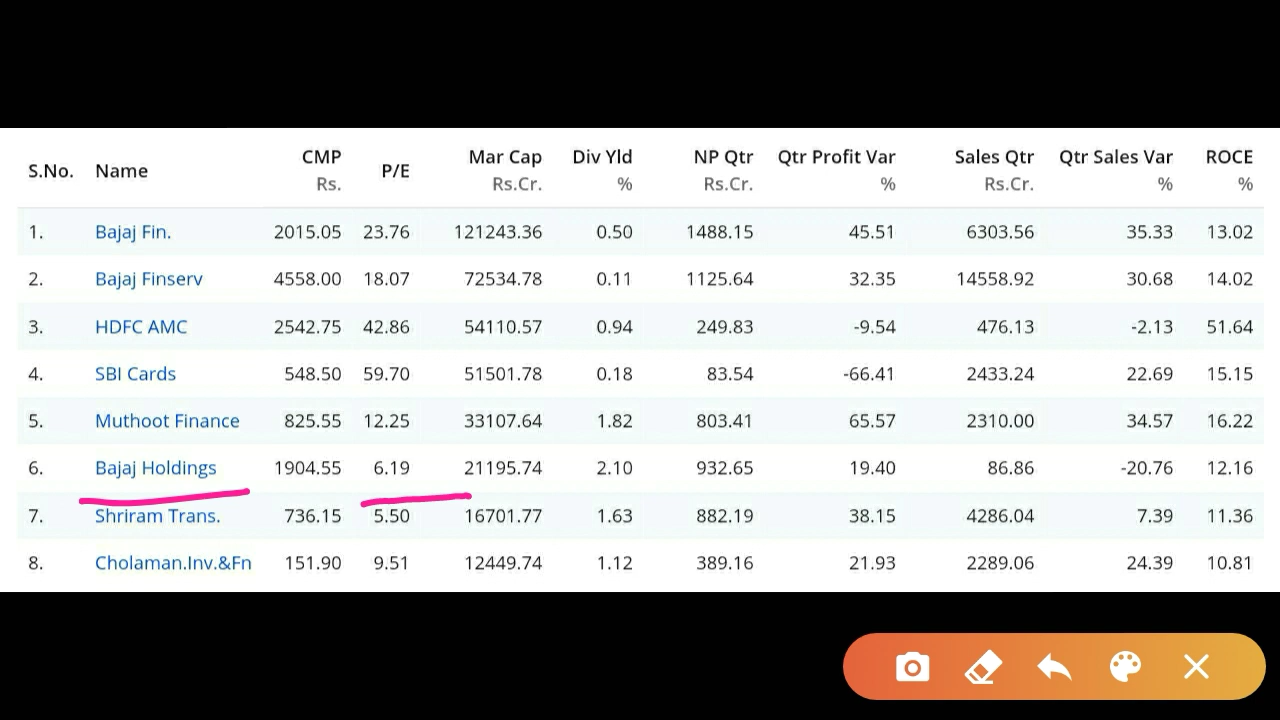 S.No. Name CMP Rs. P/E Mar Cap Rs.Cr. Div Yld % NP Qtr Rs.Cr. Qtr Profit Var % Sales Qtr Rs.Cr. Qtr Sales Var % ROCE %
1. Bajaj Fin. 2015.05 23.76 121243.36 0.50 1488.15 45.51 6303.56 35.33 13.02
2. Bajaj Finserv 4558.00 18.07 72534.78 0.11 1125.64 32.35 14558.92 30.68 14.02
3. HDFC AMC 2542.75 42.86 54110.57 0.94 249.83 -9.54 476.13 -2.13 51.64
4. SBI Cards 548.50 59.70 51501.78 0.18 83.54 -66.41 2433.24 22.69 15.15
5. Muthoot Finance 825.55 12.25 33107.64 1.82 803.41 65.57 2310.00 34.57 16.22
6. Bajaj Holdings 1904.55 6.19 21195.74 2.10 932.65 19.40 86.86 -20.76 12.16
7. Shriram Trans. 736.15 5.50 16701.77 1.63 882.19 38.15 4286.04 7.39 11.36
8. Cholaman.Inv.&Fn 151.90 9.51 12449.74 1.12 389.16 21.93 2289.06 24.39 10.81